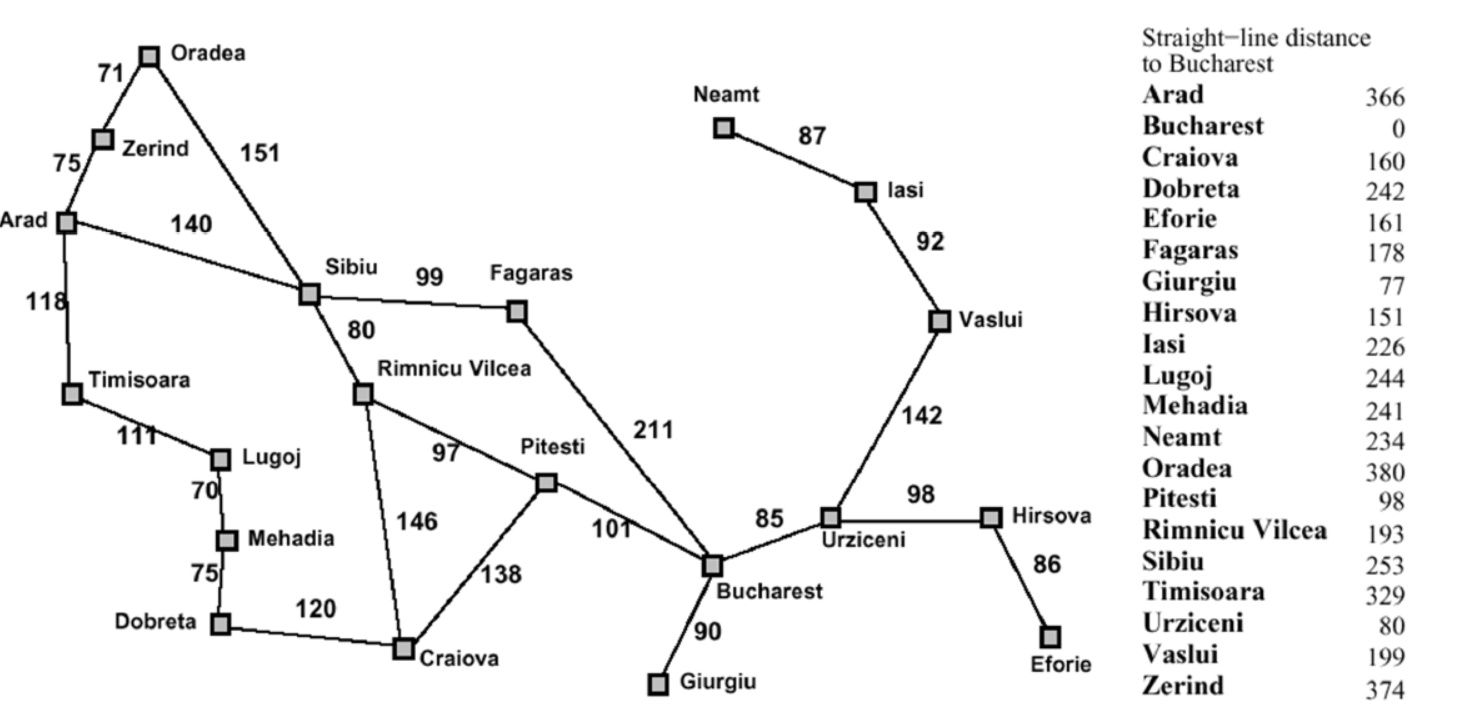 Oradea
71
Neamt
87
Zerind
151
75
Iasi
Arad
140
92
Sibiu
99
Fagaras
118
80
Vaslui
Rimnicu Vilcea
Timisoara
142
211
111
Pitesti
Lugoj
97
70
98
146
85
Hirsova
101
Urziceni
Mehadia
86
75
138
Bucharest
120
Dobreta
90
Craiova
Eforie
Giurgiu
Straight−line distance
to Bucharest
Arad 366
Bucharest 0
Craiova 160
Dobreta 242
Eforie 161
Fagaras 178
Giurgiu 77
Hirsova 151
Iasi 226
Lugoj 244
Mehadia 241
Neamt 234
Oradea 380
Pitesti 98
Rimnicu Vilcea 193
Sibiu 253
Timisoara 329
Urziceni 80
Vaslui 199
Zerind 374